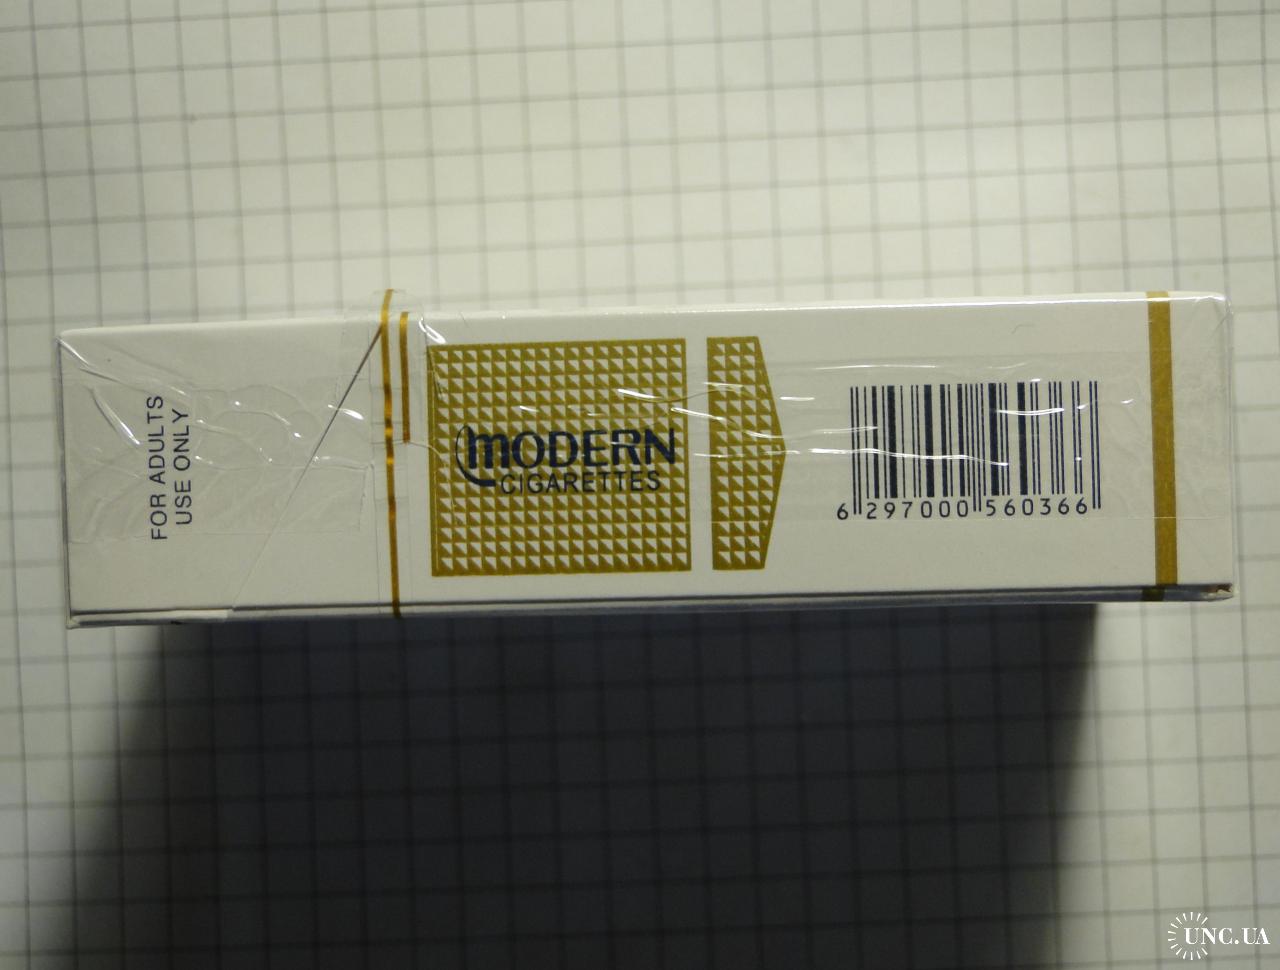 FOR ADULTS
USE ONLY
MODERN
CIGARETTES
6 297000 560366
UNC.UA